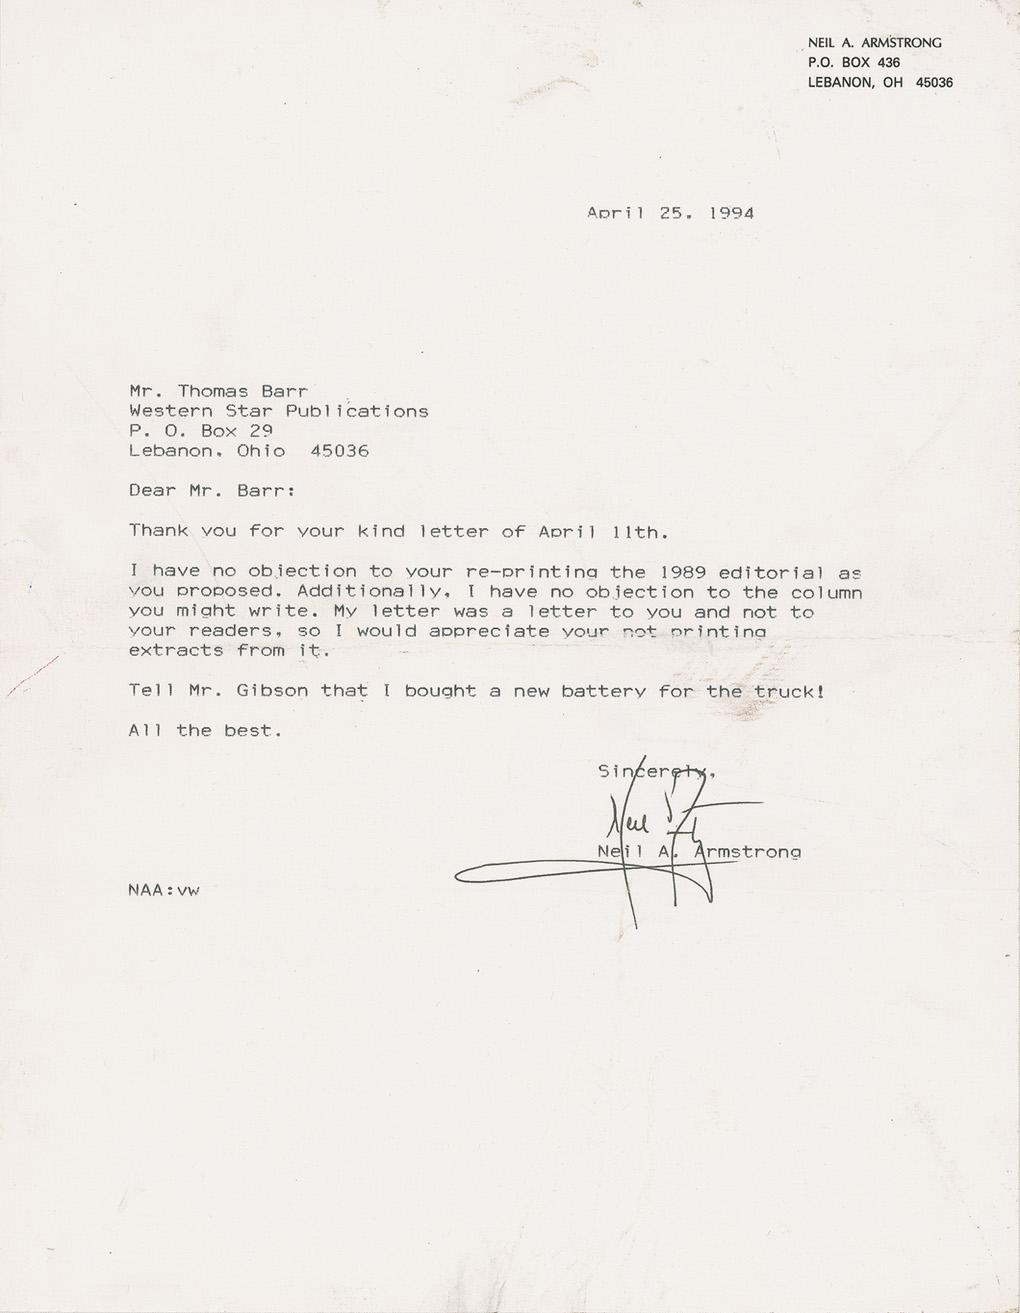 NEIL A. ARMSTRONG
P.O. BOX 436
LEBANON, OH 45036
April 25, 1994
Mr. Thomas Barr
Western Star Publications
P. O. Box 29
Lebanon, Ohio 45036
Dear Mr. Barr:
Thank you for your kind letter of April 11th.
I have no objection to your re-printing the 1989 editorial as
you proposed. Additionally, I have no objection to the column
you might write. My letter was a letter to you and not to
your readers, so I would appreciate your not printing
extracts from it.
Tell Mr. Gibson that I bought a new battery for the truck!
All the best.
Sincerely,
Neil A. Armstrong
NAA:vw